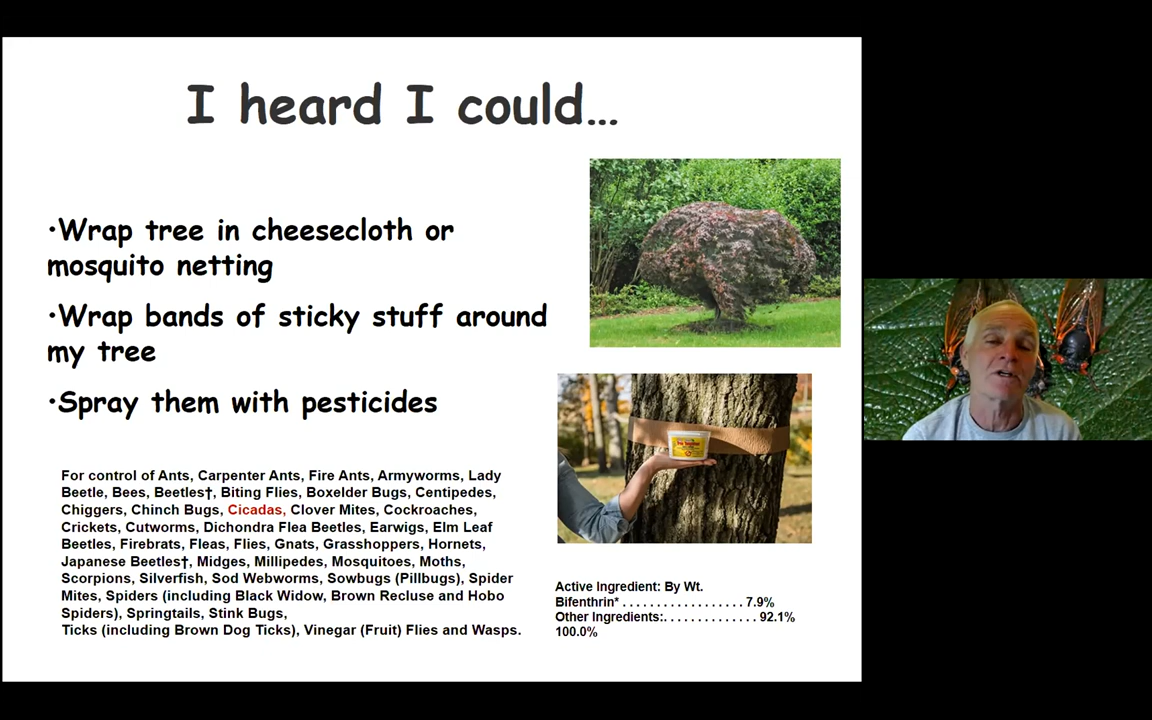 I heard I could...
•Wrap tree in cheesecloth or
mosquito netting
•Wrap bands of sticky stuff around
my tree
•Spray them with pesticides
For control of Ants, Carpenter Ants, Fire Ants, Armyworms, Lady
Beetle, Bees, Beetles†, Biting Flies, Boxelder Bugs, Centipedes,
Chiggers, Chinch Bugs, Cicadas, Clover Mites, Cockroaches,
Crickets, Cutworms, Dichondra Flea Beetles, Earwigs, Elm Leaf
Beetles, Firebrats, Fleas, Flies, Gnats, Grasshoppers, Hornets,
Japanese Beetles†, Midges, Millipedes, Mosquitoes, Moths,
Scorpions, Silverfish, Sod Webworms, Sowbugs (Pillbugs), Spider
Mites, Spiders (including Black Widow, Brown Recluse and Hobo
Spiders), Springtails, Stink Bugs,
Ticks (including Brown Dog Ticks), Vinegar (Fruit) Flies and Wasps.
Active Ingredient: By Wt.
Bifenthrin* . . . . . . . . . . . . . . . . . . 7.9%
Other Ingredients:. . . . . . . . . . . . . . 92.1%
100.0%